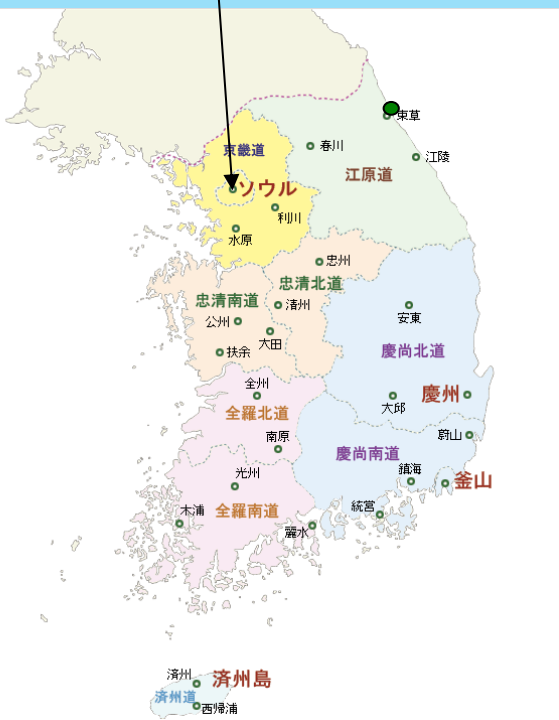 東草
春川
京畿道
江陵
江原道
ソウル
利川
水原
忠州
忠清北道
忠清南道
清州
安東
公州
大田
扶余
慶尚北道
全州
慶州
大邱
全羅北道
南原
蔚山
慶尚南道
鎮海
光州
釜山
木浦
全羅南道
統営
麗水
済州
済州島
済州道
西帰浦